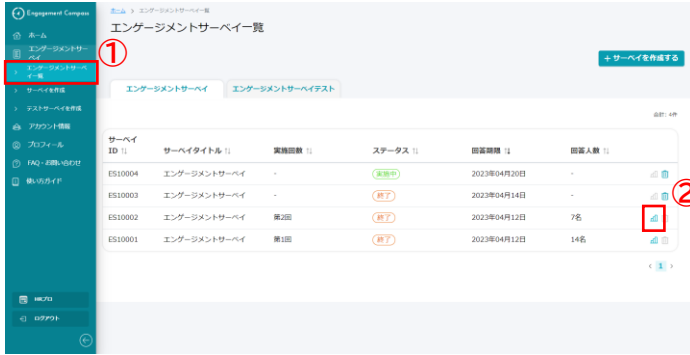 Engagement Compass
ホーム > エンゲージメントサーベイ一覧
エンゲージメントサーベイ一覧
ホーム
エンゲージメントサーベイ
エンゲージメントサーベイ一覧
サーベイを作成
テストサーベイを作成
アカウント情報
プロフィール
FAQ・お問い合わせ
使い方ガイド
HRプロ
ログアウト
①
+ サーベイを作成する
エンゲージメントサーベイ エンゲージメントサーベイテスト
合計: 4件
サーベイID サーベイタイトル 実施回数 ステータス 回答期限 回答人数
ES10004 エンゲージメントサーベイ - 実施中 2023年04月20日 -
ES10003 エンゲージメントサーベイ - 終了 2023年04月14日 -
②
ES10002 エンゲージメントサーベイ 第2回 終了 2023年04月12日 7名
ES10001 エンゲージメントサーベイ 第1回 終了 2023年04月12日 14名
‹ 1 ›